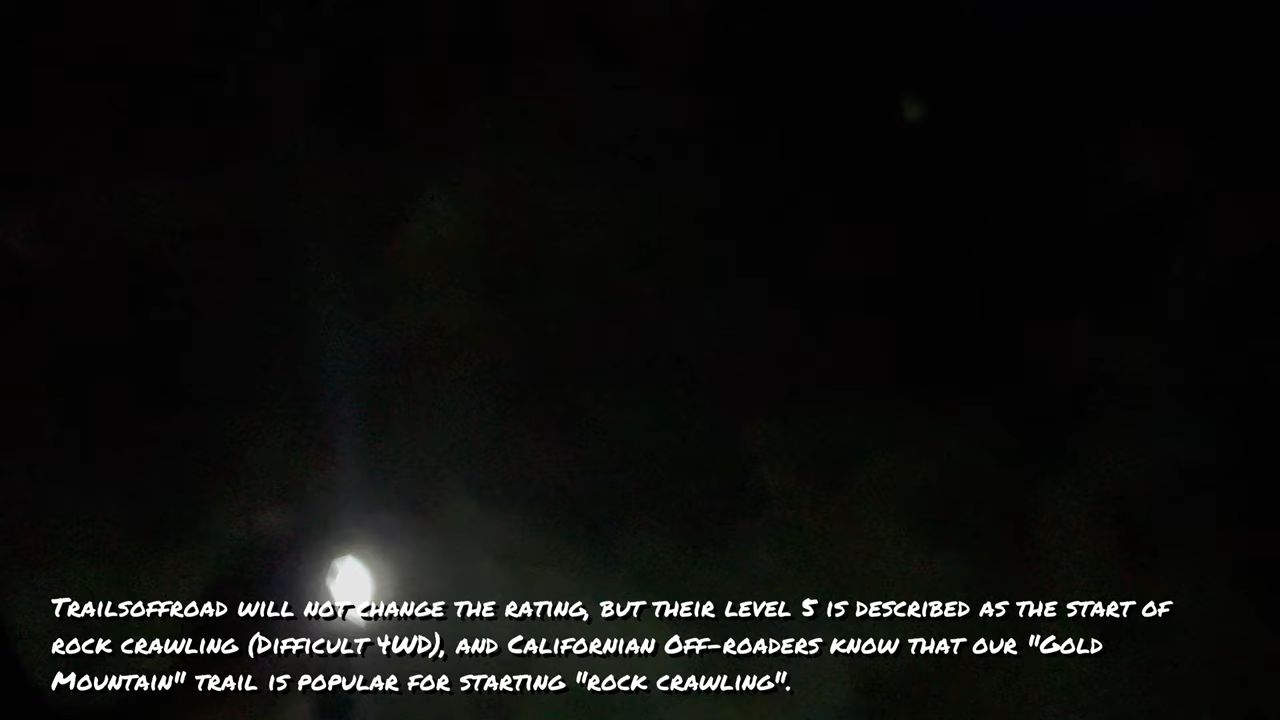 Trailsoffroad will not change the rating, but their level 5 is described as the start of
rock crawling (Difficult 4WD), and Californian Off-roaders know that our "Gold
Mountain" trail is popular for starting "rock crawling".